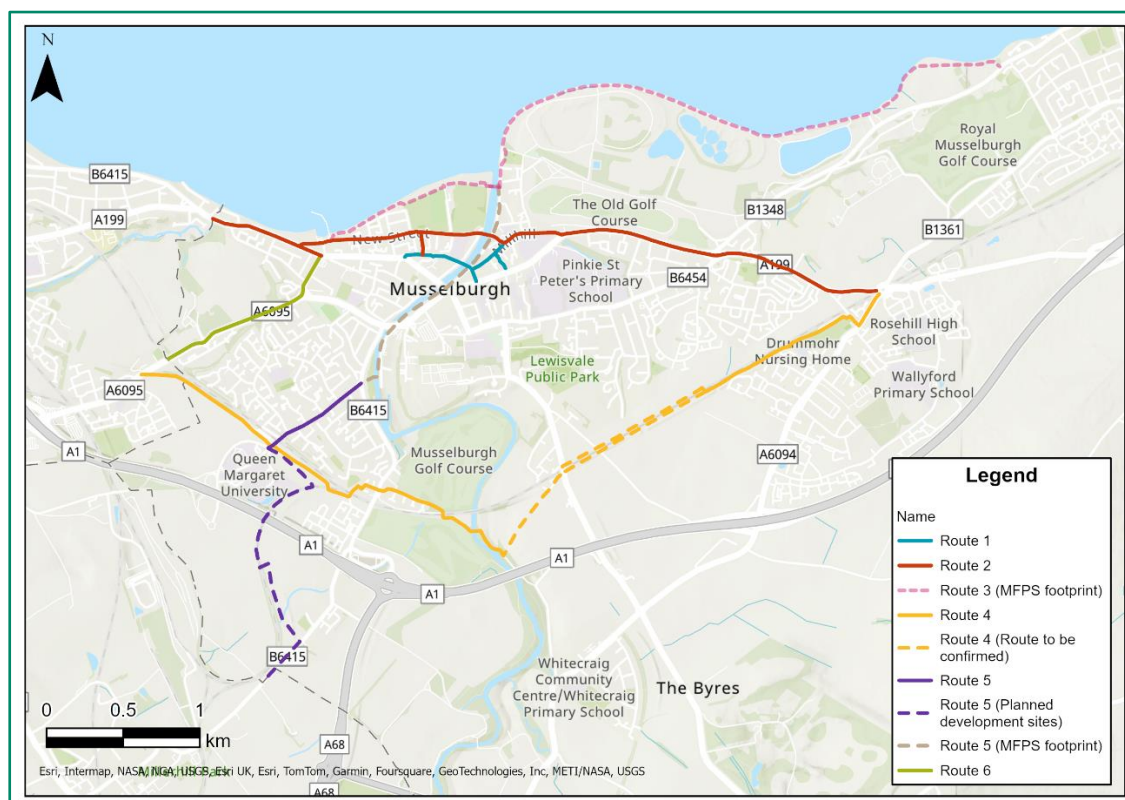 N
Royal
Musselburgh
Golf Course
B6415
A199
The Old Golf
Course
B1348
B1361
New Street
Millhill
Pinkie St
Peter's Primary
School
B6454
A199
Musselburgh
A6095
Rosehill High
School
Drummohr
Nursing Home
Wallyford
Primary School
Lewisvale
Public Park
A6095
B6415
A1
Queen
Margaret
University
Musselburgh
Golf Course
A6094
A1
A1
A1
B6415
Whitecraig
Community
Centre/Whitecraig
Primary School
The Byres
A68
A68
0 0.5 1
km
Esri, Intermap, NASA, NGA, USGS, Esri UK, Esri, TomTom, Garmin, Foursquare, GeoTechnologies, Inc, METI/NASA, USGS
Legend
Name
Route 1
Route 2
Route 3 (MFPS footprint)
Route 4
Route 4 (Route to be
confirmed)
Route 5
Route 5 (Planned
development sites)
Route 5 (MFPS footprint)
Route 6